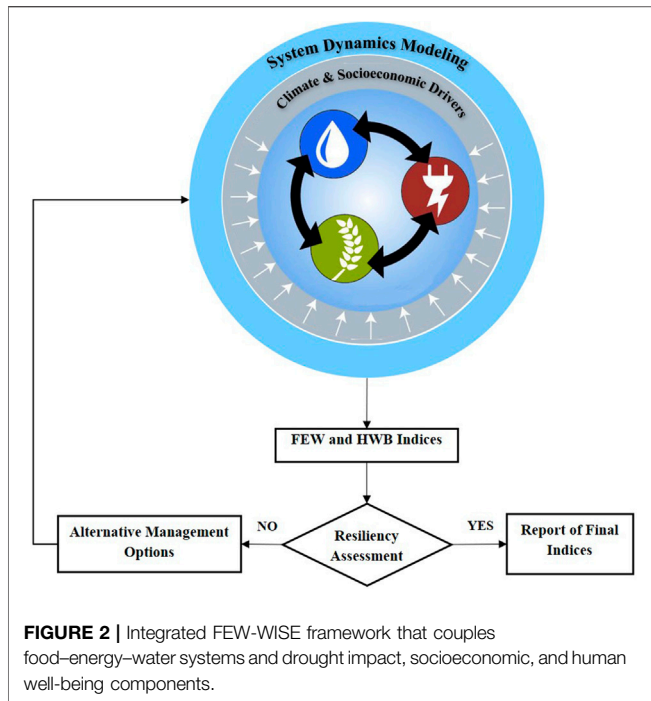 System Dynamics Modeling
Climate & Socioeconomic Drivers
FEW and HWB Indices
Alternative Management
Options
NO
Resiliency
Assessment
YES
Report of Final
Indices
FIGURE 2 | Integrated FEW-WISE framework that couples
food–energy–water systems and drought impact, socioeconomic, and human
well-being components.